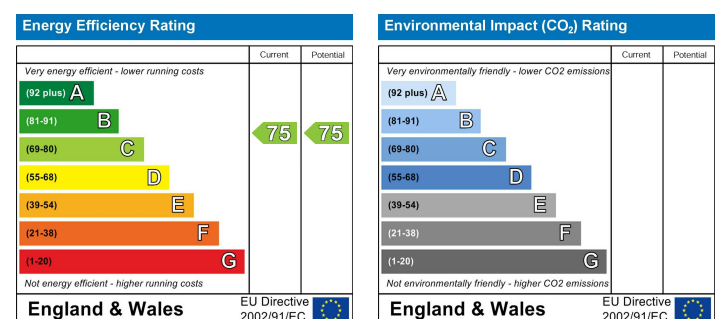 Energy Efficiency Rating
Current Potential
Very energy efficient - lower running costs
(92 plus) A
(81-91) B
(69-80) C
(55-68) D
(39-54) E
(21-38) F
(1-20) G
75 75
Not energy efficient - higher running costs
England & Wales
EU Directive
2002/91/EC
Environmental Impact (CO₂) Rating
Current Potential
Very environmentally friendly - lower CO2 emissions
(92 plus) A
(81-91) B
(69-80) C
(55-68) D
(39-54) E
(21-38) F
(1-20) G
Not environmentally friendly - higher CO2 emissions
England & Wales
EU Directive
2002/91/EC